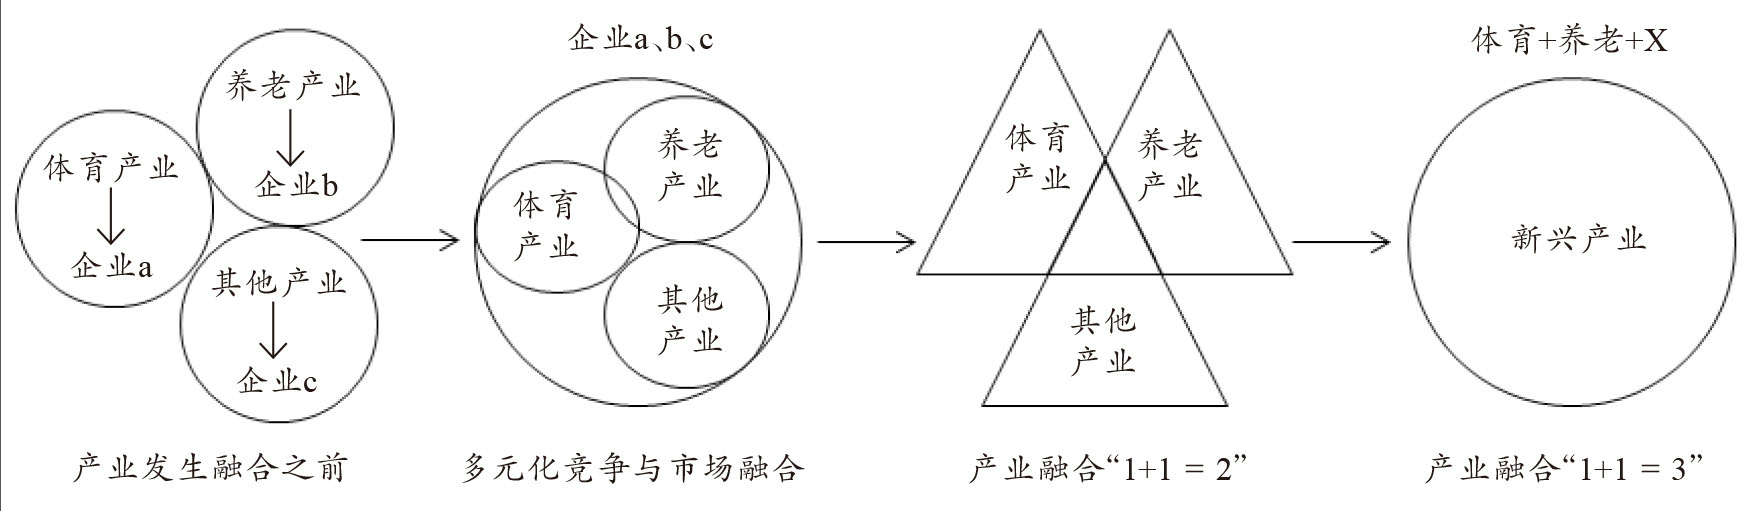 养老产业
企业b
体育产业
企业a
其他产业
企业c
产业发生融合之前
企业a、b、c
养老
产业
体育
产业
其他
产业
多元化竞争与市场融合
体育
产业
养老
产业
其他
产业
产业融合“1+1 = 2”
体育+养老+X
新兴产业
产业融合“1+1 = 3”